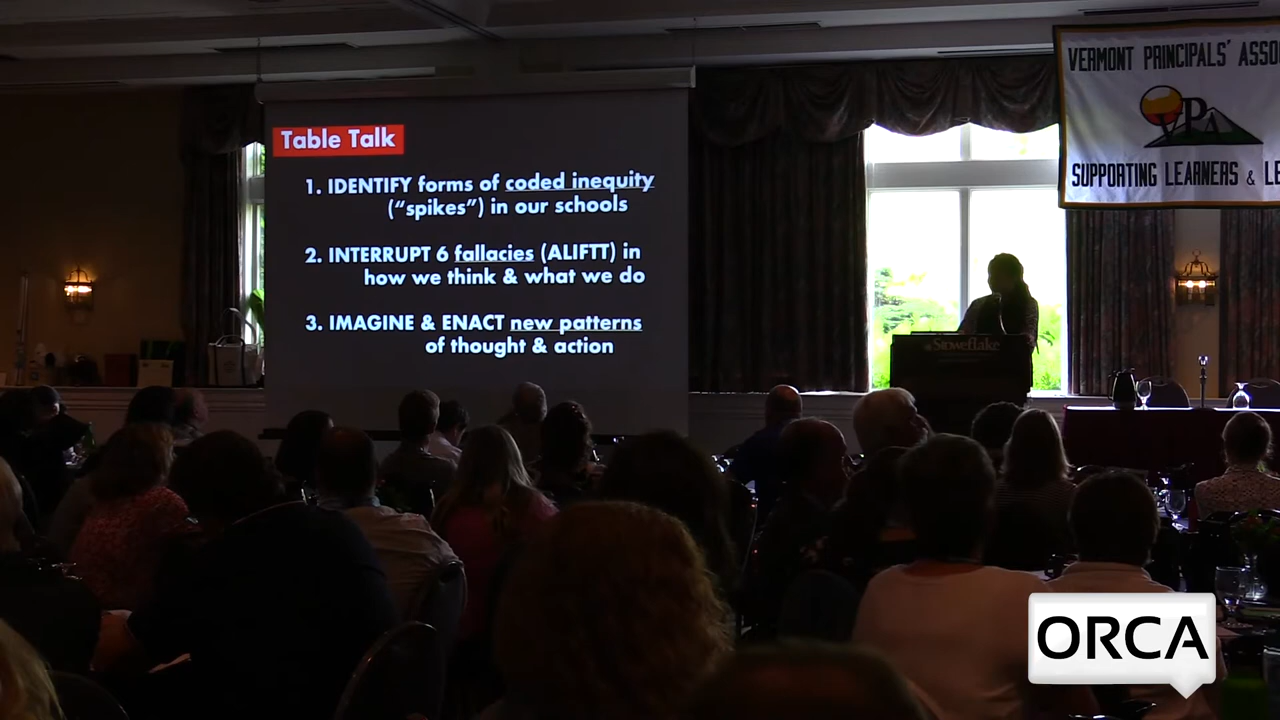 Table Talk
1. IDENTIFY forms of coded inequity
("spikes") in our schools
2. INTERRUPT 6 fallacies (ALIFTT) in
how we think & what we do
3. IMAGINE & ENACT new patterns
of thought & action
VERMONT PRINCIPALS' ASSO
VPA
SUPPORTING LEARNERS & LE
Stoweflake
ORCA